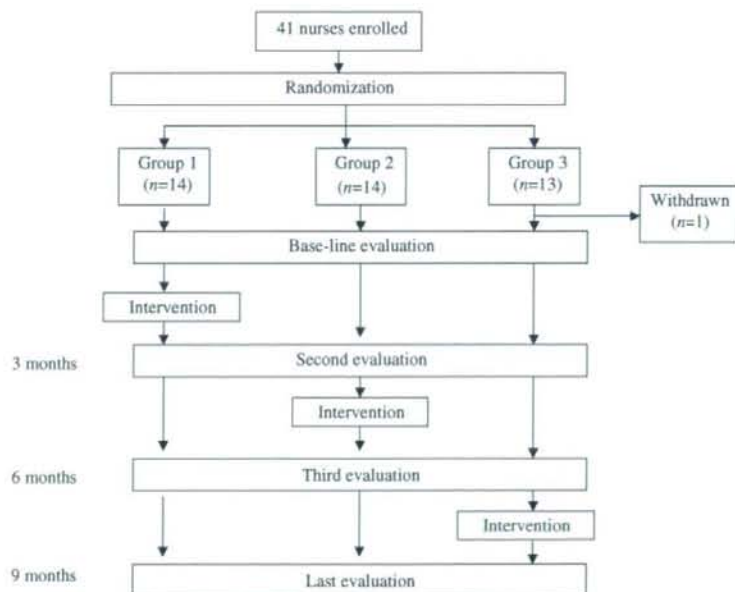 41 nurses enrolled
Randomization
Group 1
(n=14)
Group 2
(n=14)
Group 3
(n=13)
Withdrawn
(n=1)
Base-line evaluation
Intervention
3 months
Second evaluation
Intervention
6 months
Third evaluation
Intervention
9 months
Last evaluation